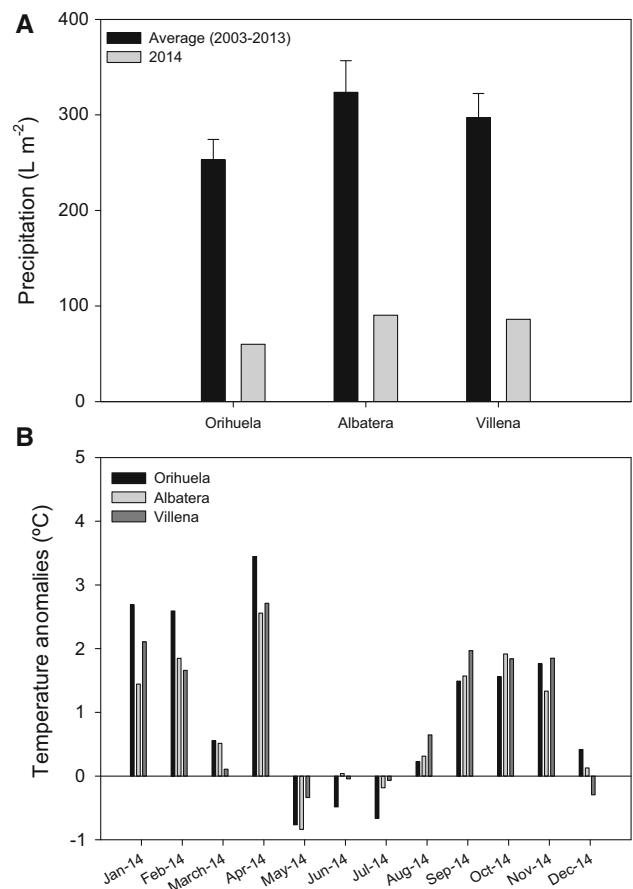 A
400
Average (2003-2013)
2014
300
200
100
0
Precipitation (L m-2)
Orihuela
Albatera
Villena
B
5
Orihuela
Albatera
Villena
4
3
2
1
0
-1
Temperature anomalies (ºC)
Jan-14
Feb-14
March-14
Apr-14
May-14
Jun-14
Jul-14
Aug-14
Sep-14
Oct-14
Nov-14
Dec-14